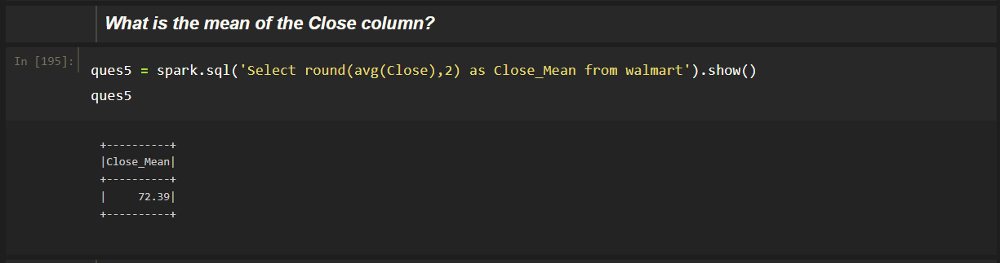 What is the mean of the Close column?
In [195]:
ques5 = spark.sql('Select round(avg(Close),2) as Close_Mean from walmart').show()
ques5
+----------+
|Close_Mean|
+----------+
|     72.39|
+----------+